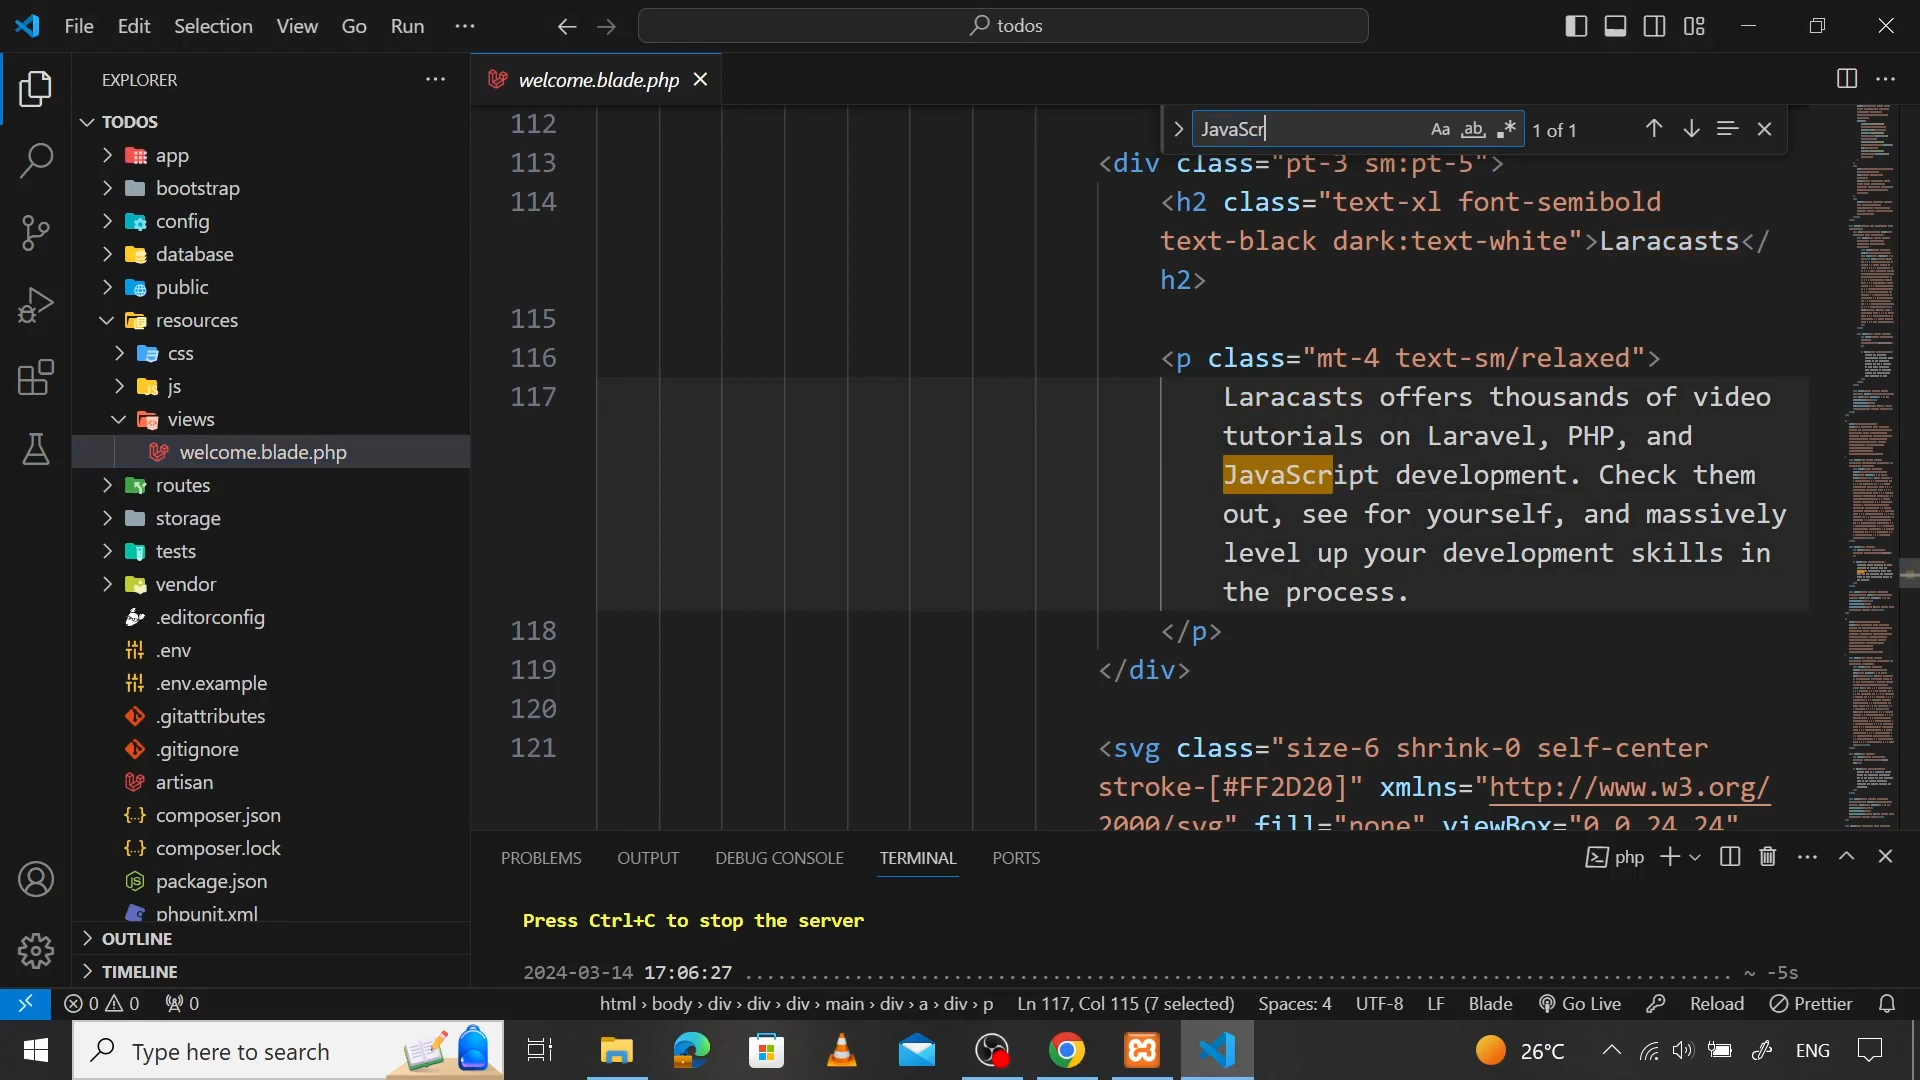 File Edit Selection View Go Run ···
todos
EXPLORER
welcome.blade.php
TODOS
app
bootstrap
config
database
public
resources
css
js
views
welcome.blade.php
routes
storage
tests
vendor
.editorconfig
.env
.env.example
.gitattributes
.gitignore
artisan
composer.json
composer.lock
package.json
phpunit.xml
OUTLINE
TIMELINE
JavaScr Aa ab .* 1 of 1
112
113 <div class="pt-3 sm:pt-5">
114 <h2 class="text-xl font-semibold
text-black dark:text-white">Laracasts</
h2>
115
116 <p class="mt-4 text-sm/relaxed">
117 Laracasts offers thousands of video
tutorials on Laravel, PHP, and
JavaScript development. Check them
out, see for yourself, and massively
level up your development skills in
the process.
118 </p>
119 </div>
120
121 <svg class="size-6 shrink-0 self-center
stroke-[#FF2D20]" xmlns="http://www.w3.org/
2000/svg" fill="none" viewBox="0 0 24 24"
PROBLEMS OUTPUT DEBUG CONSOLE TERMINAL PORTS
php
Press Ctrl+C to stop the server
2024-03-14 17:06:27 ........................................................................... ~ -5s
0 0 0
html › body › div › div › div › main › div › a › div › p Ln 117, Col 115 (7 selected) Spaces: 4 UTF-8 LF Blade Go Live Reload Prettier
Type here to search
26°C ENG